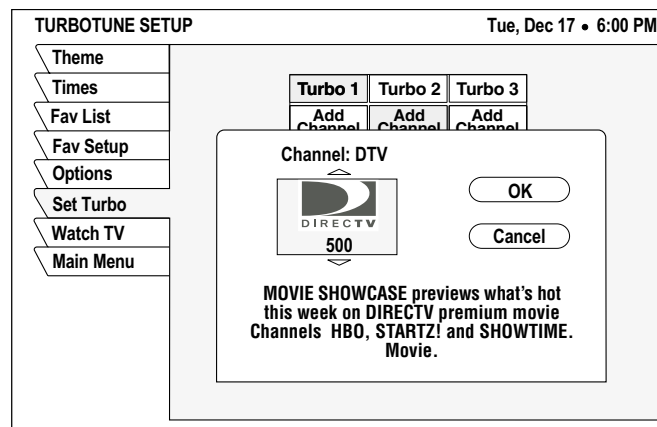 TURBOTUNE SETUP
Tue, Dec 17 • 6:00 PM
Theme
Times
Fav List
Fav Setup
Options
Set Turbo
Watch TV
Main Menu
Turbo 1 Turbo 2 Turbo 3
Add Add Add
Channel Channel Channel
Channel: DTV
DIRECTV
500
OK
Cancel
MOVIE SHOWCASE previews what's hot
this week on DIRECTV premium movie
Channels HBO, STARTZ! and SHOWTIME.
Movie.